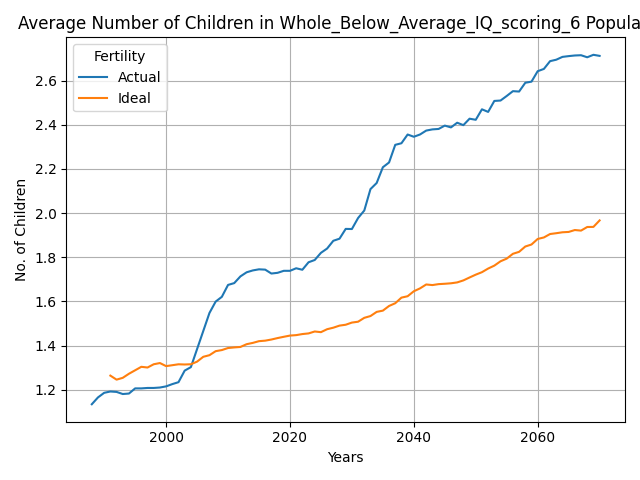 Average Number of Children in Whole_Below_Average_IQ_scoring_6 Popula
Fertility
Actual
Ideal
2.6
2.4
2.2
2.0
1.8
1.6
1.4
1.2
No. of Children
2000
2020
2040
2060
Years